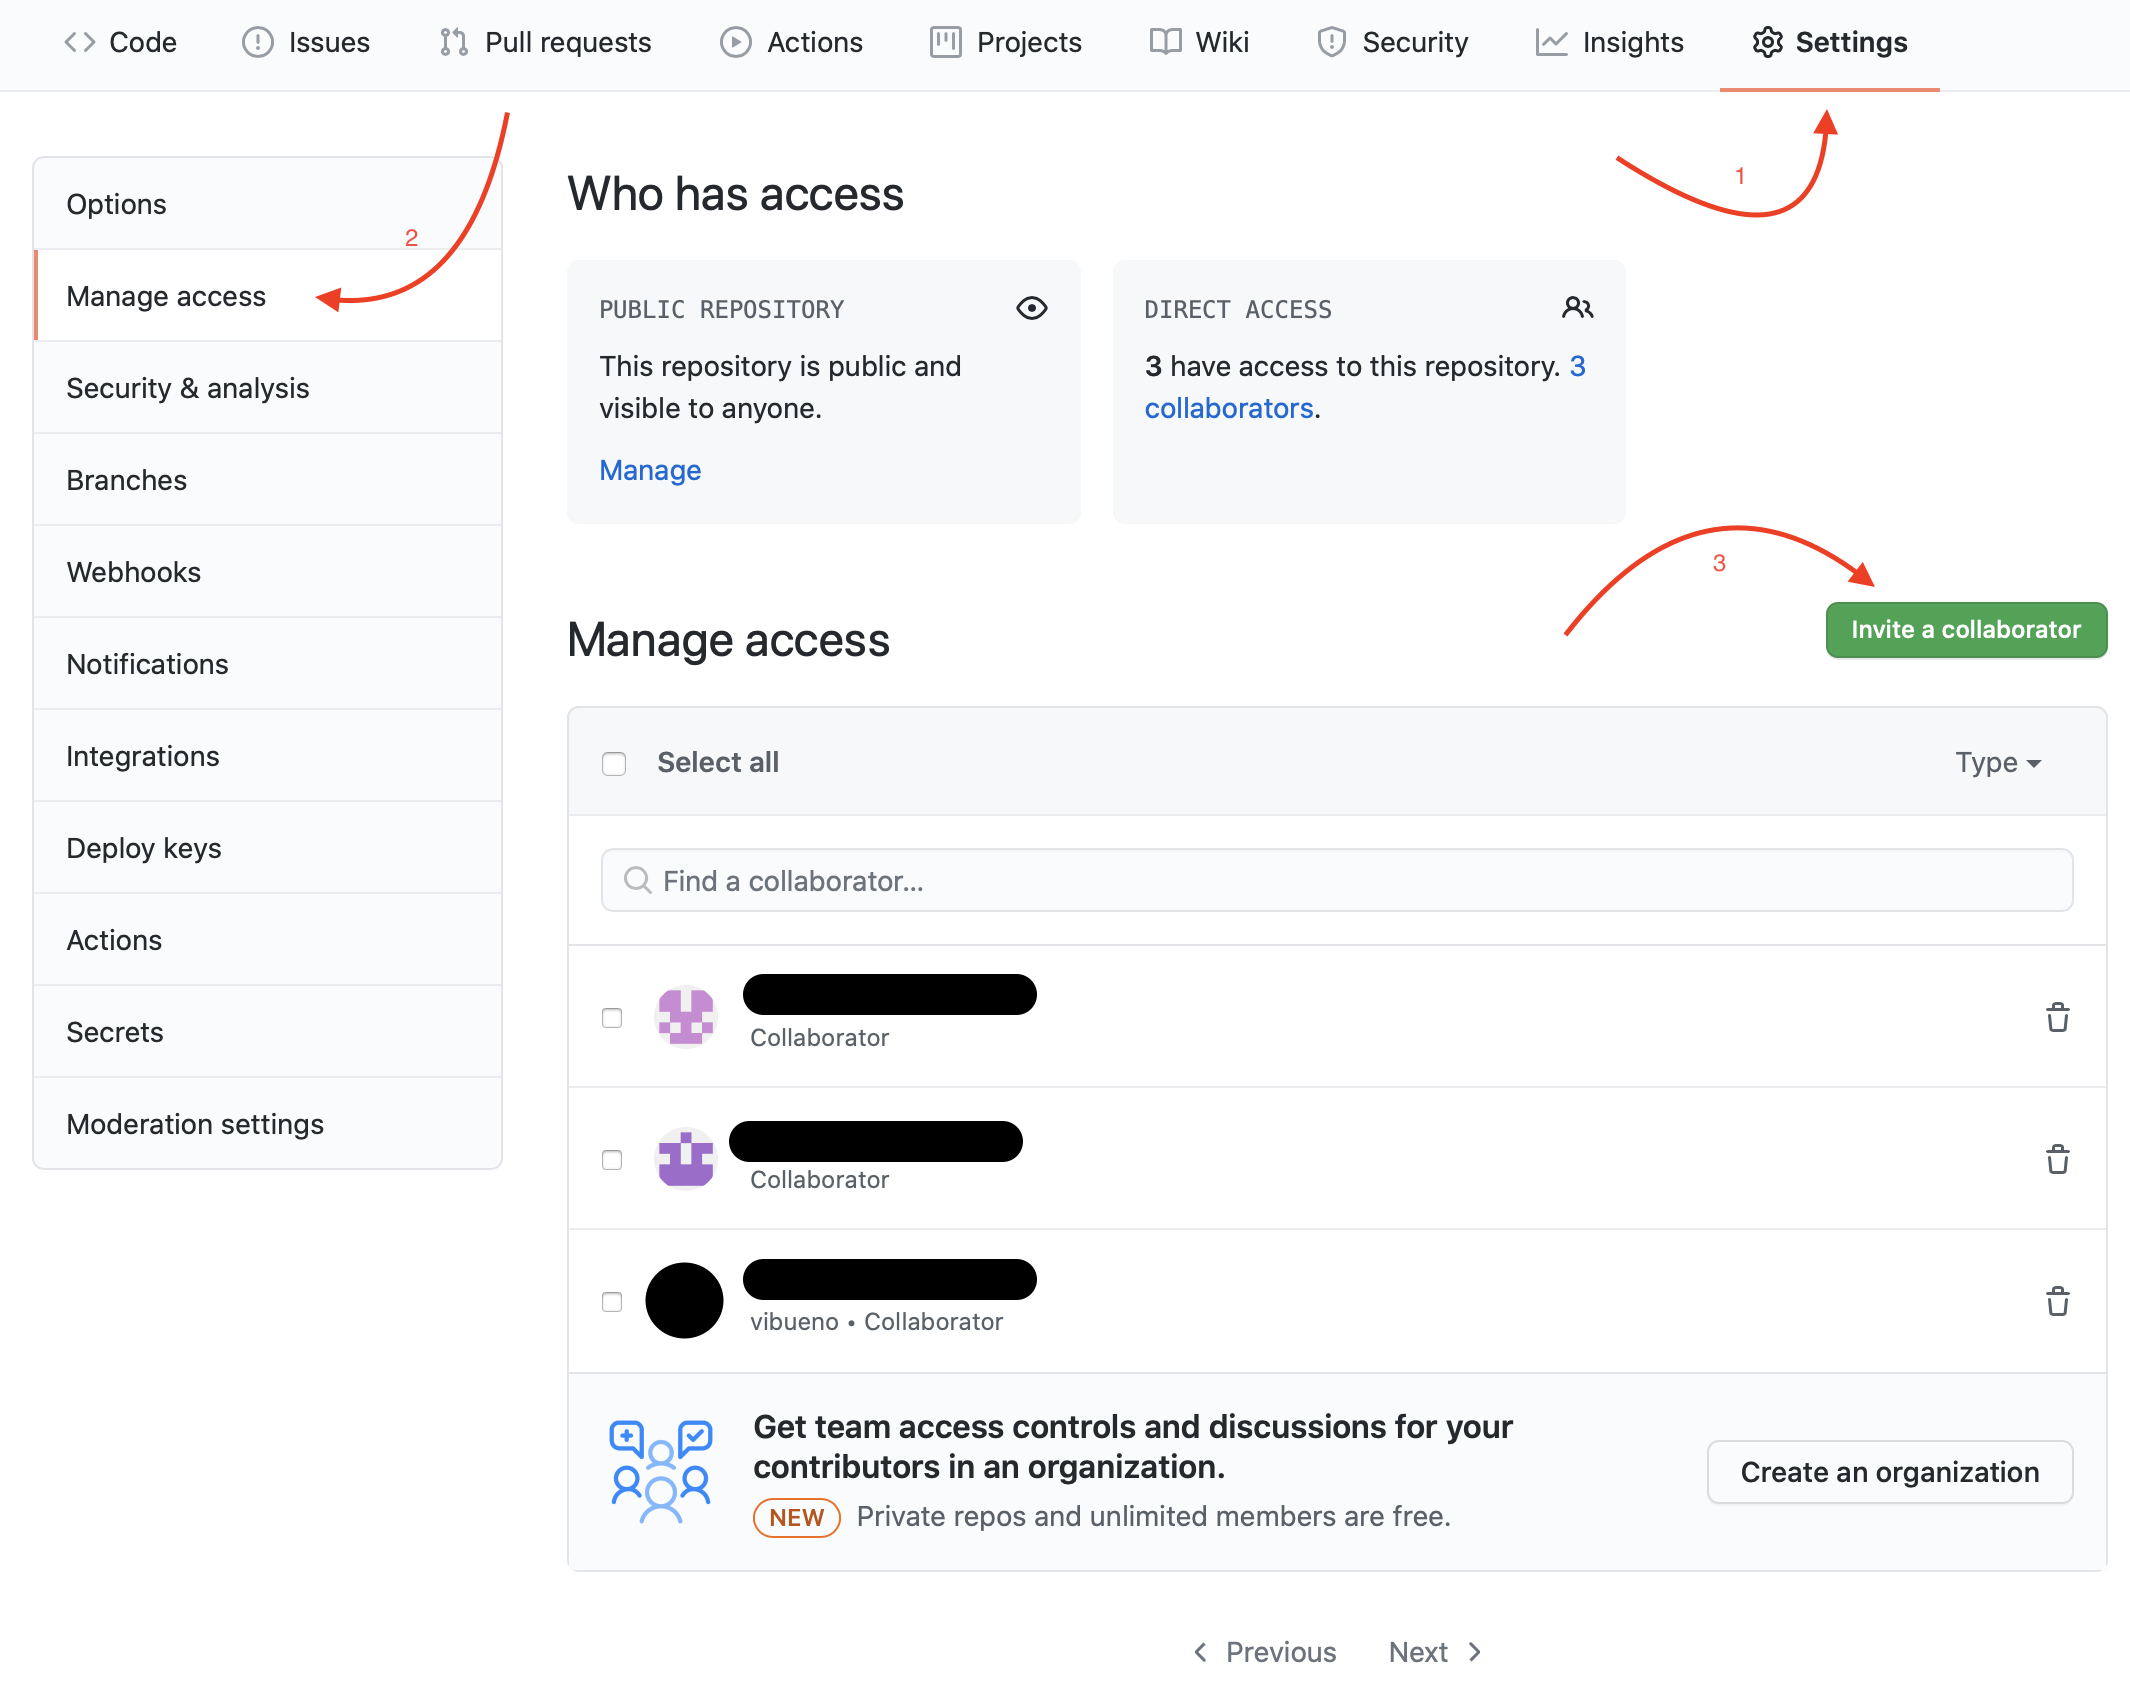 Code Issues Pull requests Actions Projects Wiki Security Insights Settings
1
2
Options
Manage access
Security & analysis
Branches
Webhooks
Notifications
Integrations
Deploy keys
Actions
Secrets
Moderation settings
Who has access
PUBLIC REPOSITORY
This repository is public and
visible to anyone.
Manage
DIRECT ACCESS
3 have access to this repository. 3
collaborators.
3
Manage access
Invite a collaborator
Select all
Type
Find a collaborator...
Collaborator
Collaborator
vibueno • Collaborator
Get team access controls and discussions for your
contributors in an organization.
NEW Private repos and unlimited members are free.
Create an organization
Previous Next